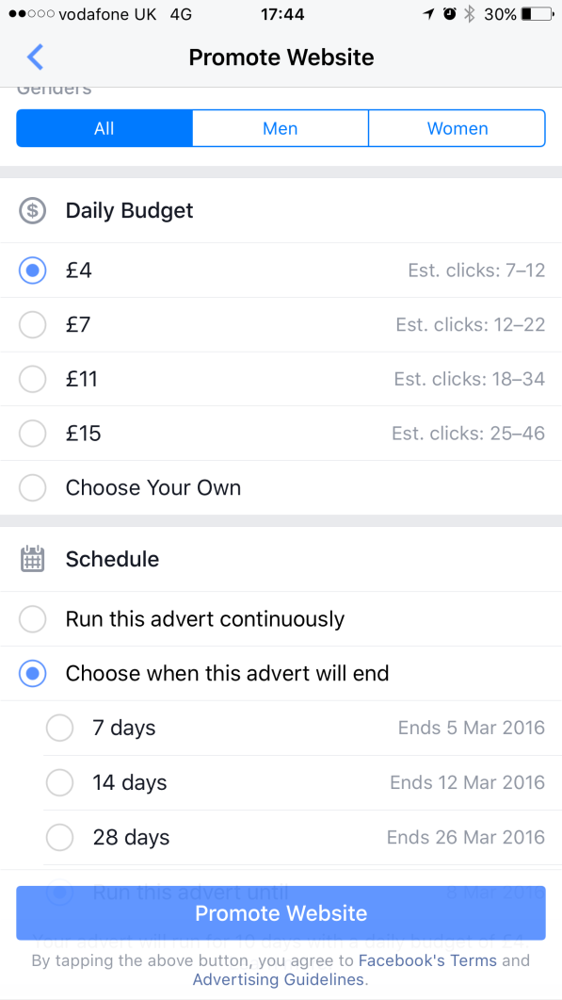 vodafone UK 4G 17:44 30%
Promote Website
Genders
All Men Women
Daily Budget
£4 Est. clicks: 7–12
£7 Est. clicks: 12–22
£11 Est. clicks: 18–34
£15 Est. clicks: 25–46
Choose Your Own
Schedule
Run this advert continuously
Choose when this advert will end
7 days Ends 5 Mar 2016
14 days Ends 12 Mar 2016
28 days Ends 26 Mar 2016
Run this advert until 8 Mar 2016
Promote Website
Your advert will run for 10 days with a daily budget of £4
By tapping the above button, you agree to Facebook's Terms and
Advertising Guidelines.